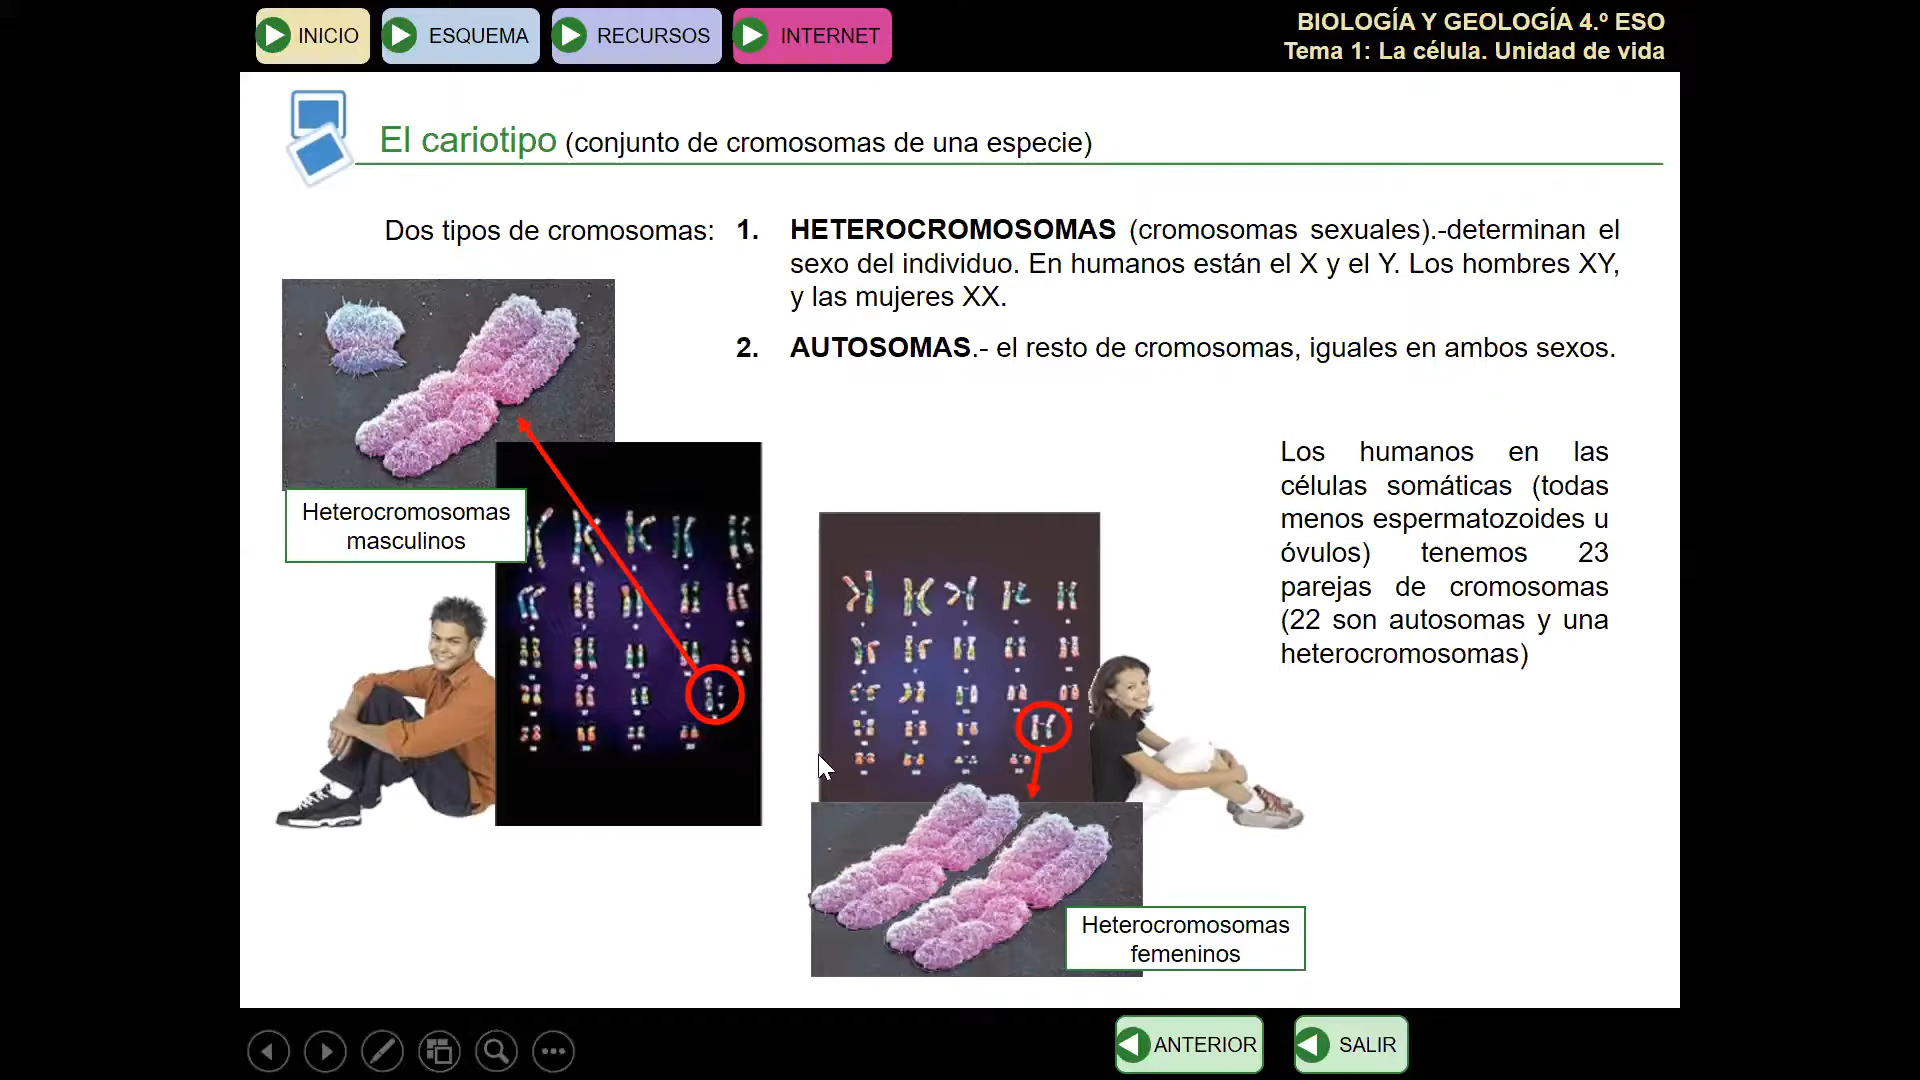 INICIO
ESQUEMA
RECURSOS
INTERNET
BIOLOGÍA Y GEOLOGÍA 4.º ESO
Tema 1: La célula. Unidad de vida
El cariotipo (conjunto de cromosomas de una especie)
Dos tipos de cromosomas:
1. HETEROCROMOSOMAS (cromosomas sexuales).-determinan el
sexo del individuo. En humanos están el X y el Y. Los hombres XY,
y las mujeres XX.
2. AUTOSOMAS.- el resto de cromosomas, iguales en ambos sexos.
Heterocromosomas
masculinos
Los humanos en las
células somáticas (todas
menos espermatozoides u
óvulos) tenemos 23
parejas de cromosomas
(22 son autosomas y una
heterocromosomas)
Heterocromosomas
femeninos
ANTERIOR
SALIR